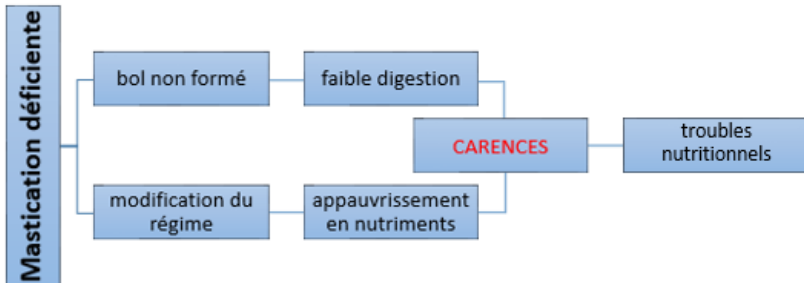 Mastication déficiente
bol non formé
faible digestion
CARENCES
troubles
nutritionnels
modification du
régime
appauvrissement
en nutriments